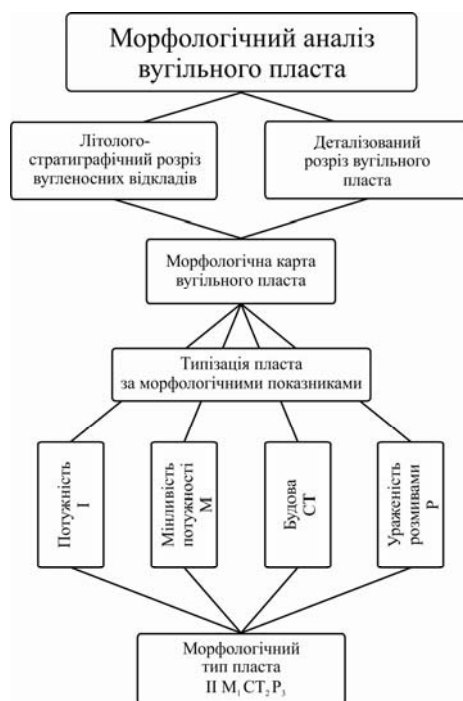 Морфологічний аналіз
вугільного пласта
Літолого-
стратиграфічний розріз
вугленосних відкладів
Деталізований
розріз вугільного
пласта
Морфологічна карта
вугільного пласта
Типізація пласта
за морфологічними показниками
Потужність
I
Мінливість
потужності
М
Будова
СТ
Ураженість
розмивами
Р
Морфологічний
тип пласта
II М₁ СТ₂ Р₃